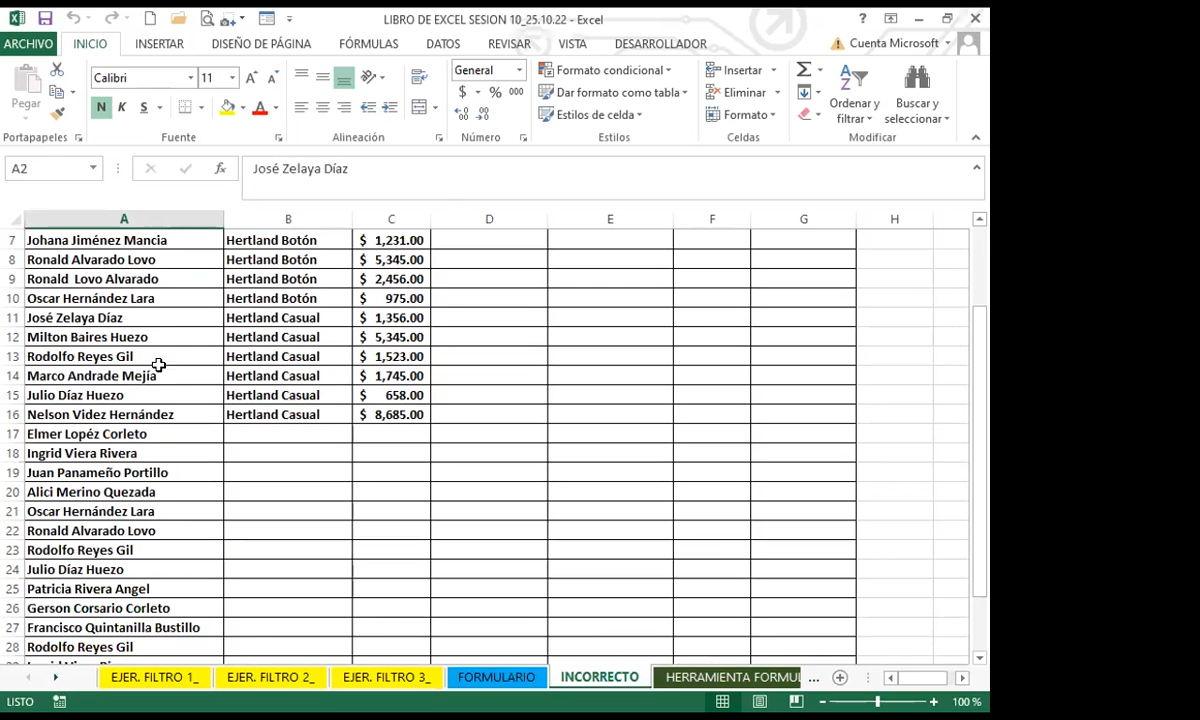 LIBRO DE EXCEL SESION 10_25.10.22 - Excel
ARCHIVO INICIO INSERTAR DISEÑO DE PÁGINA FÓRMULAS DATOS REVISAR VISTA DESARROLLADOR Cuenta Microsoft
Calibri 11 General Formato condicional Insertar
Pegar N K S $ % 000 Dar formato como tabla Eliminar Ordenar y filtrar Buscar y seleccionar
Estilos de celda Formato
Portapapeles Fuente Alineación Número Estilos Celdas Modificar
A2 fx José Zelaya Díaz
A B C D E F G H
7 Johana Jiménez Mancia Hertland Botón $ 1,231.00
8 Ronald Alvarado Lovo Hertland Botón $ 5,345.00
9 Ronald Lovo Alvarado Hertland Botón $ 2,456.00
10 Oscar Hernández Lara Hertland Botón $ 975.00
11 José Zelaya Díaz Hertland Casual $ 1,356.00
12 Milton Baires Huezo Hertland Casual $ 5,345.00
13 Rodolfo Reyes Gil Hertland Casual $ 1,523.00
14 Marco Andrade Mejía Hertland Casual $ 1,745.00
15 Julio Díaz Huezo Hertland Casual $ 658.00
16 Nelson Videz Hernández Hertland Casual $ 8,685.00
17 Elmer Lopéz Corleto
18 Ingrid Viera Rivera
19 Juan Panameño Portillo
20 Alici Merino Quezada
21 Oscar Hernández Lara
22 Ronald Alvarado Lovo
23 Rodolfo Reyes Gil
24 Julio Díaz Huezo
25 Patricia Rivera Angel
26 Gerson Corsario Corleto
27 Francisco Quintanilla Bustillo
28 Rodolfo Reyes Gil
EJER. FILTRO 1_ EJER. FILTRO 2_ EJER. FILTRO 3_ FORMULARIO INCORRECTO HERRAMIENTA FORMUL ...
LISTO 100 %